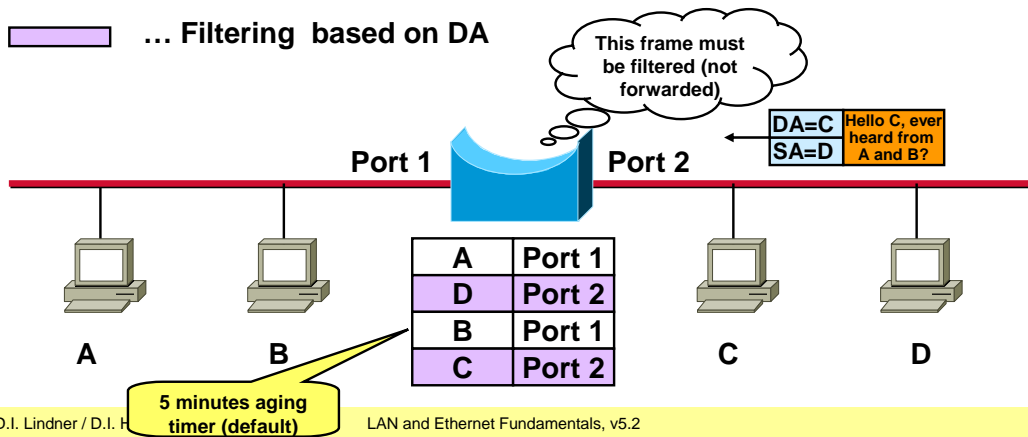 … Filtering based on DA
This frame must
be filtered (not
forwarded)
DA=C
SA=D
Hello C, ever
heard from
A and B?
Port 1
Port 2
A Port 1
D Port 2
B Port 1
C Port 2
A
B
C
D
5 minutes aging
timer (default)
D.I. Lindner / D.I. H
LAN and Ethernet Fundamentals, v5.2